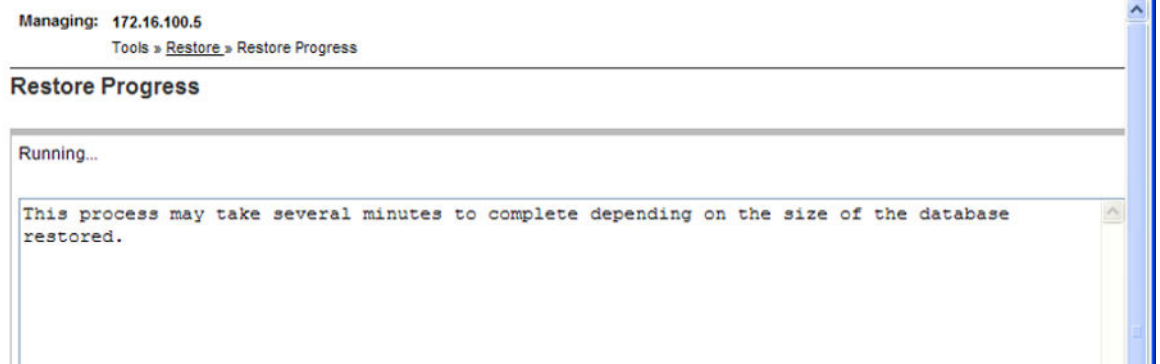 Managing: 172.16.100.5
Tools » Restore » Restore Progress
Restore Progress
Running...
This process may take several minutes to complete depending on the size of the database
restored.